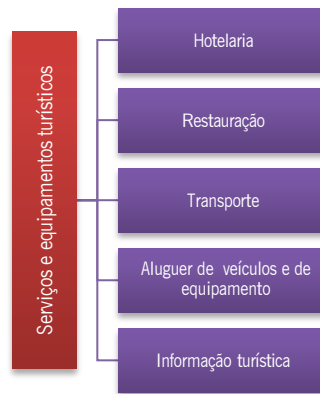 Serviços e equipamentos turísticos
Hotelaria
Restauração
Transporte
Aluguer de veículos e de
equipamento
Informação turística